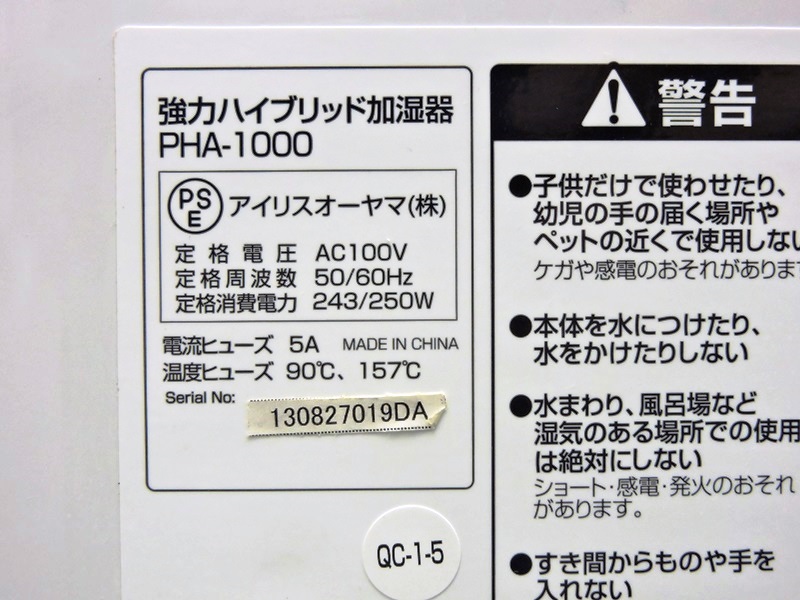 強力ハイブリッド加湿器
PHA-1000
PSE アイリスオーヤマ(株)
定格電圧 AC100V
定格周波数 50/60Hz
定格消費電力 243/250W
電流ヒューズ 5A MADE IN CHINA
温度ヒューズ 90℃、157℃
Serial No:
130827019DA
QC-1-5
警告
●子供だけで使わせたり、
幼児の手の届く場所や
ペットの近くで使用しない
ケガや感電のおそれがありま
●本体を水につけたり、
水をかけたりしない
●水まわり、風呂場など
湿気のある場所での使用
は絶対にしない
ショート・感電・発火のおそれ
があります。
●すき間からものや手を
入れない